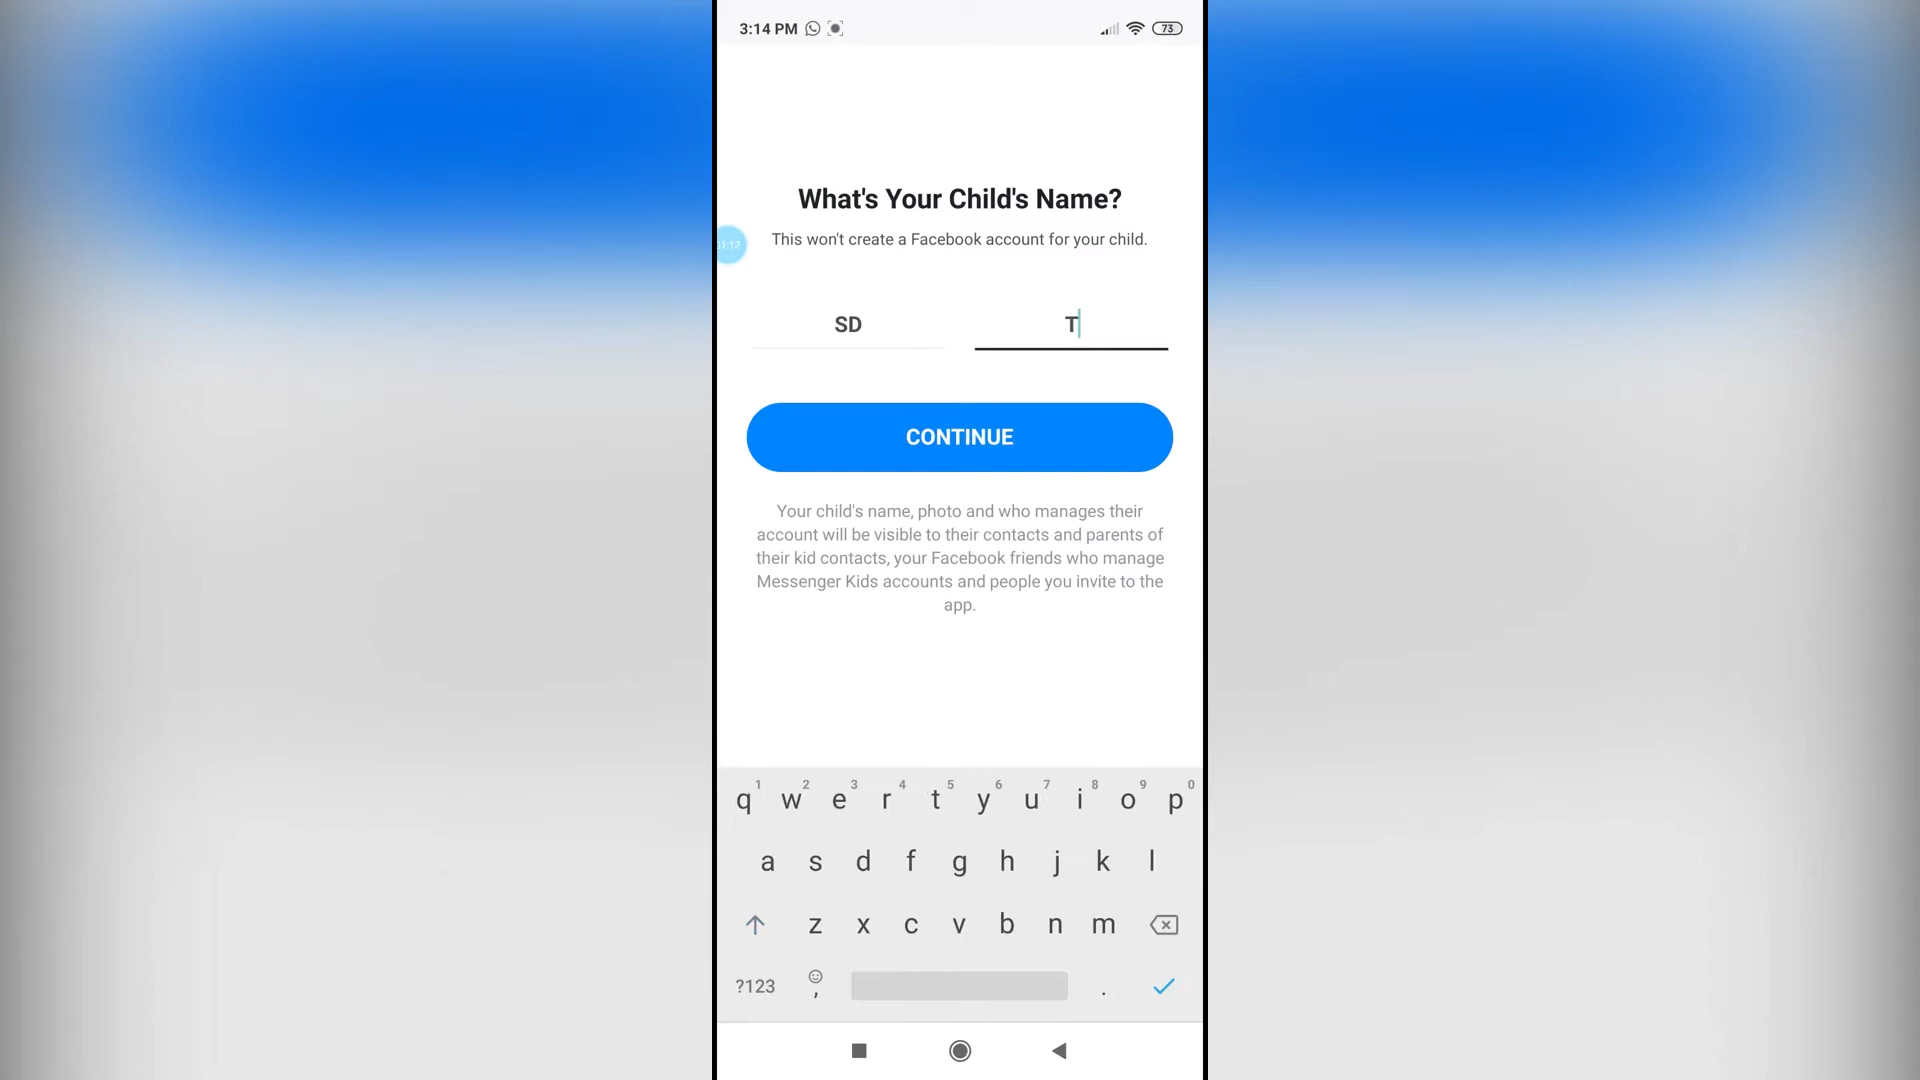 3:14 PM 73
What's Your Child's Name?
This won't create a Facebook account for your child.
01:17
SD T
CONTINUE
Your child's name, photo and who manages their
account will be visible to their contacts and parents of
their kid contacts, your Facebook friends who manage
Messenger Kids accounts and people you invite to the
app.
1 2 3 4 5 6 7 8 9 0
q w e r t y u i o p
a s d f g h j k l
z x c v b n m
?123 , .